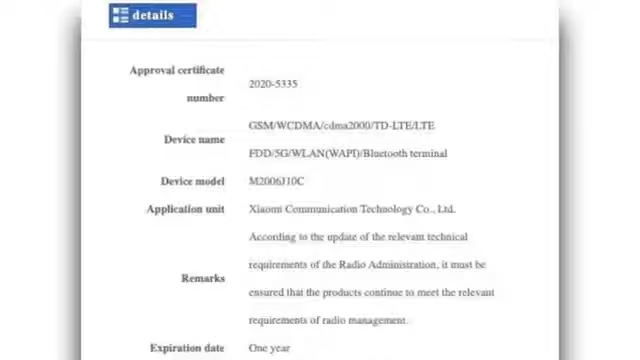 details
Approval certificate number 2020-5335
Device name GSM/WCDMA/cdma2000/TD-LTE/LTE
FDD/5G/WLAN(WAPI)/Bluetooth terminal
Device model M2006J10C
Application unit Xiaomi Communication Technology Co., Ltd.
Remarks According to the update of the relevant technical
requirements of the Radio Administration, it must be
ensured that the products continue to meet the relevant
requirements of radio management.
Expiration date One year